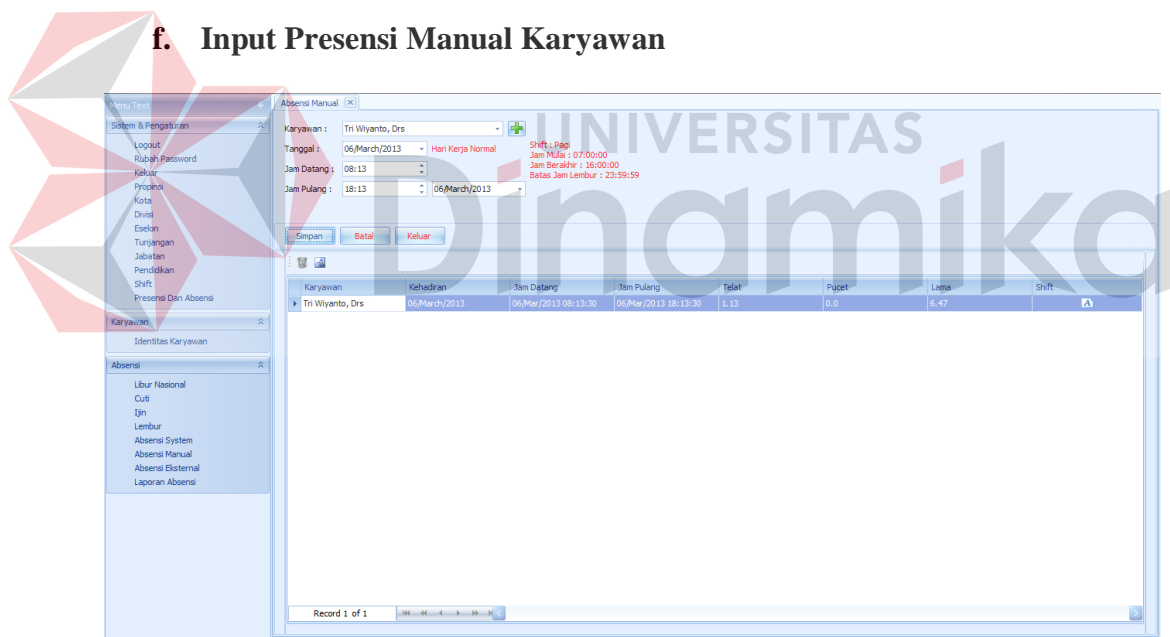 f. Input Presensi Manual Karyawan
UNIVERSITAS
Dinamika
Menu Text
Sistem & Pengaturan
Logout
Rubah Password
Keluar
Propinsi
Kota
Divisi
Eselon
Tunjangan
Jabatan
Pendidikan
Shift
Presensi Dan Absensi
Karyawan
Identitas Karyawan
Absensi
Libur Nasional
Cuti
Ijin
Lembur
Absensi System
Absensi Manual
Absensi Eksternal
Laporan Absensi
Absensi Manual
Karyawan : Tri Wiyanto, Drs
Tanggal : 06/March/2013 Hari Kerja Normal
Jam Datang : 08:13
Jam Pulang : 18:13 06/March/2013
Shift : Pagi
Jam Mulai : 07:00:00
Jam Berakhir : 16:00:00
Batas Jam Lembur : 23:59:59
Simpan Batal Keluar
Karyawan Kehadiran Jam Datang Jam Pulang Telat Pucet Lama Shift
Tri Wiyanto, Drs 06/March/2013 06/Mar/2013 08:13:30 06/Mar/2013 18:13:30 1.13 0.0 6.47 A
Record 1 of 1